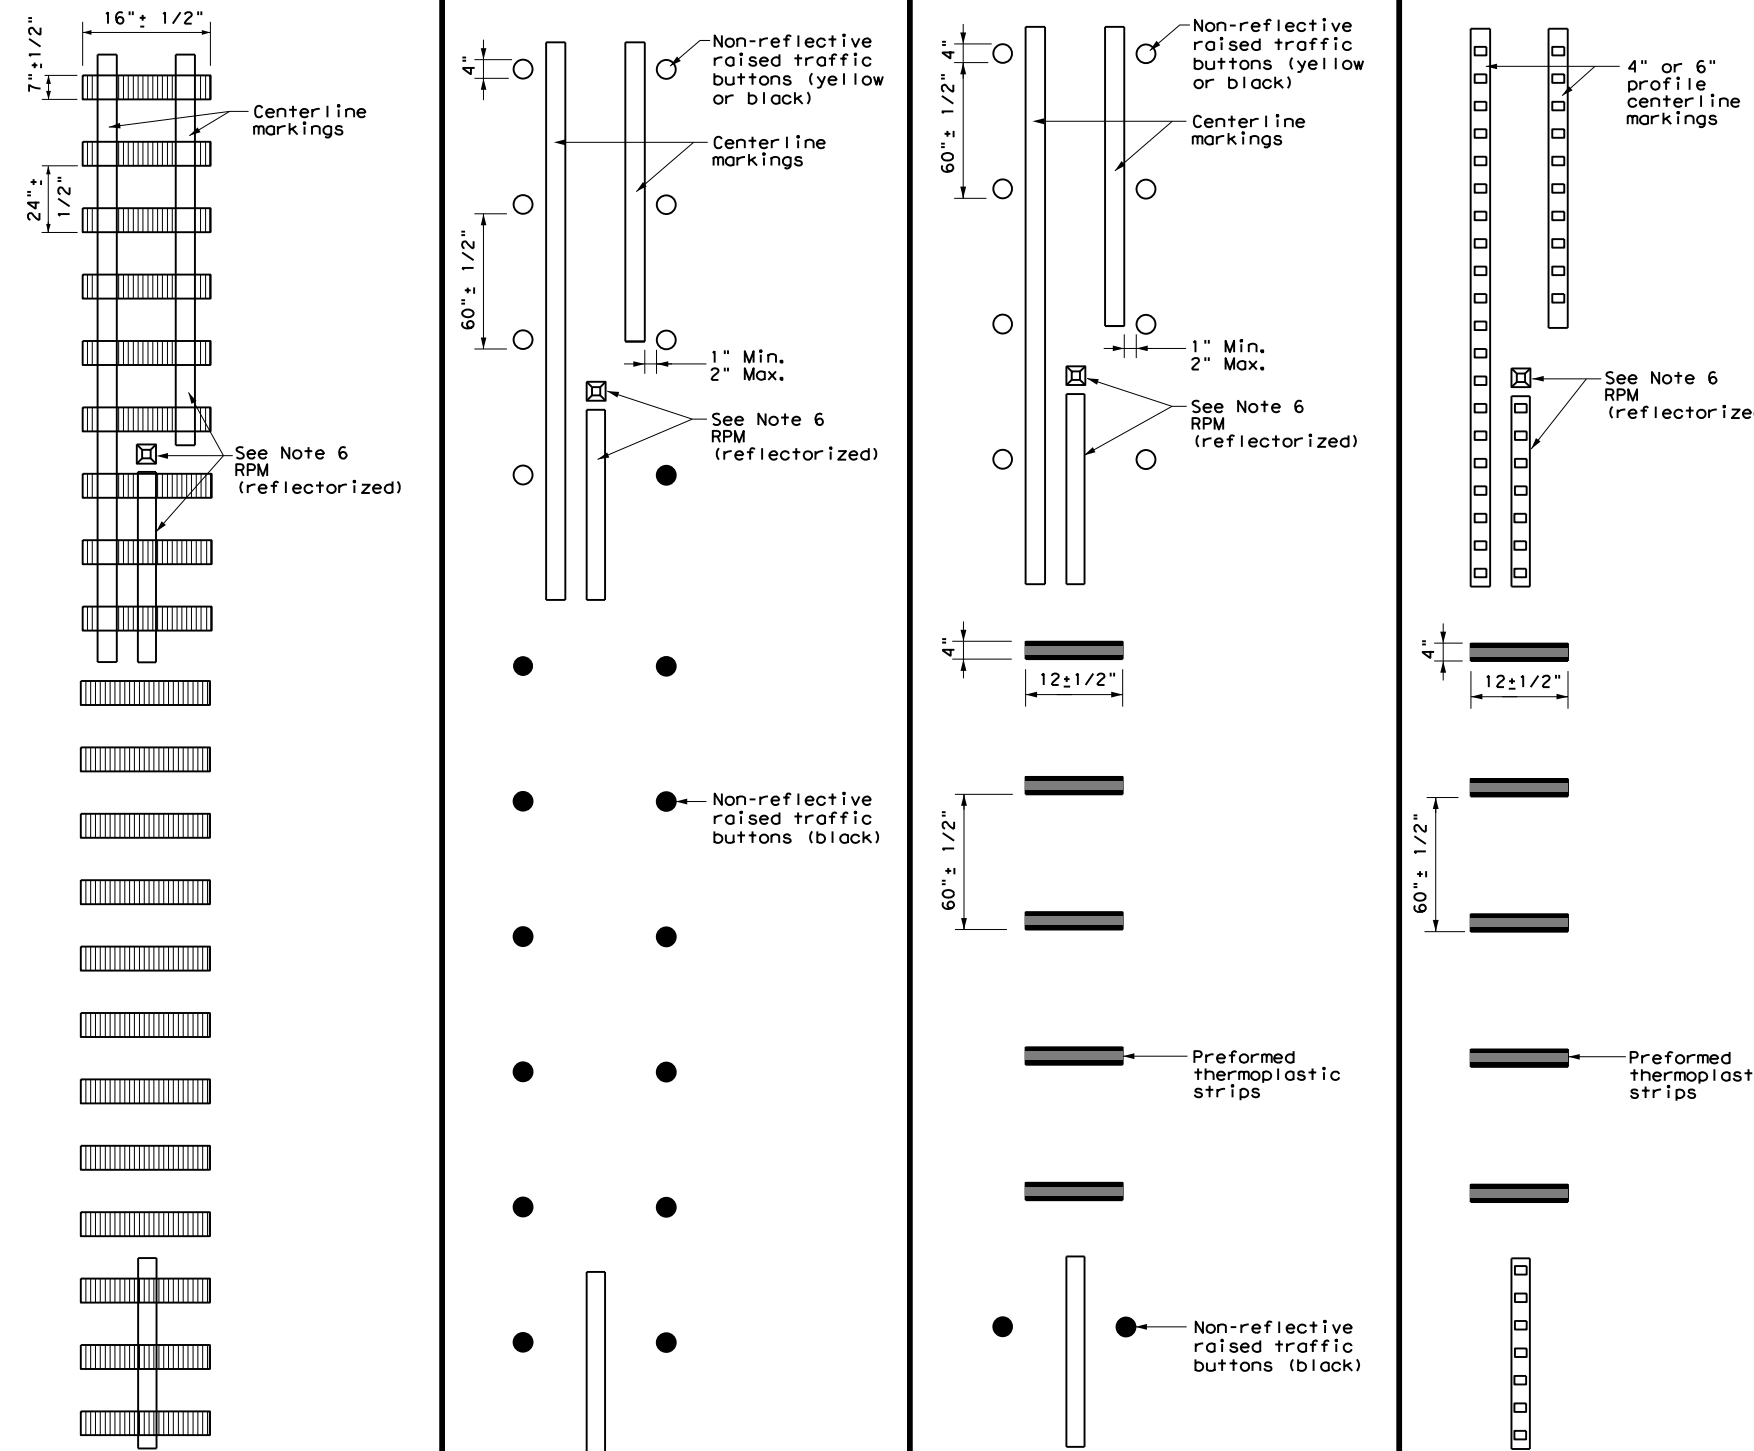 16"± 1/2"
7"±1/2"
Centerline
markings
24"±
1/2"
See Note 6
RPM
(reflectorized)
4"
Non-reflective
raised traffic
buttons (yellow
or black)
Centerline
markings
60"± 1/2"
1" Min.
2" Max.
See Note 6
RPM
(reflectorized)
Non-reflective
raised traffic
buttons (black)
4"
60"± 1/2"
Non-reflective
raised traffic
buttons (yellow
or black)
Centerline
markings
1" Min.
2" Max.
See Note 6
RPM
(reflectorized)
4"
12±1/2"
60"± 1/2"
Preformed
thermoplastic
strips
Non-reflective
raised traffic
buttons (black)
4" or 6"
profile
centerline
markings
See Note 6
RPM
(reflectorize
4"
12±1/2"
60"± 1/2"
Preformed
thermoplast
strips